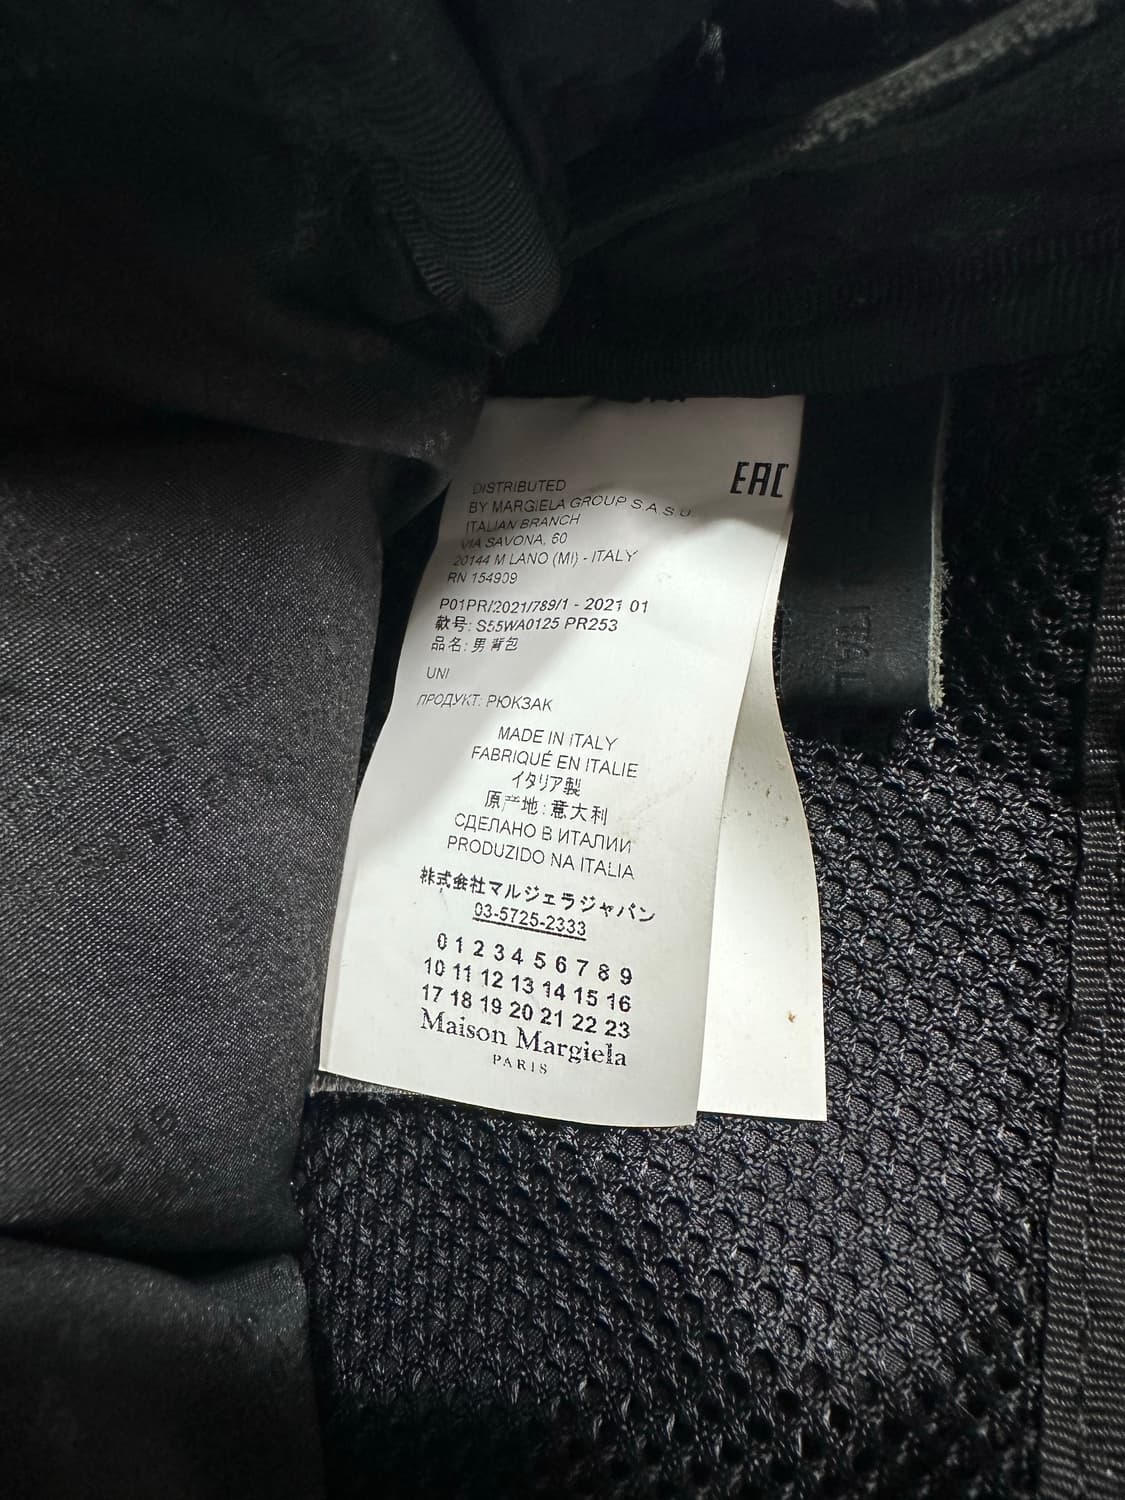 EAC
DISTRIBUTED
BY MARGIELA GROUP S.A.S.U.
ITALIAN BRANCH
VIA SAVONA, 60
20144 MILANO (MI) - ITALY
RN 154909
P01PR/2021/789/1 - 2021 01
款号: S55WA0125 PR253
品名: 男背包
UNI
ПРОДУКТ: РЮКЗАК
MADE IN ITALY
FABRIQUÉ EN ITALIE
イタリア製
原产地: 意大利
СДЕЛАНО В ИТАЛИИ
PRODUZIDO NA ITALIA
株式会社マルジェラジャパン
03-5725-2333
0 1 2 3 4 5 6 7 8 9
10 11 12 13 14 15 16
17 18 19 20 21 22 23
Maison Margiela
PARIS